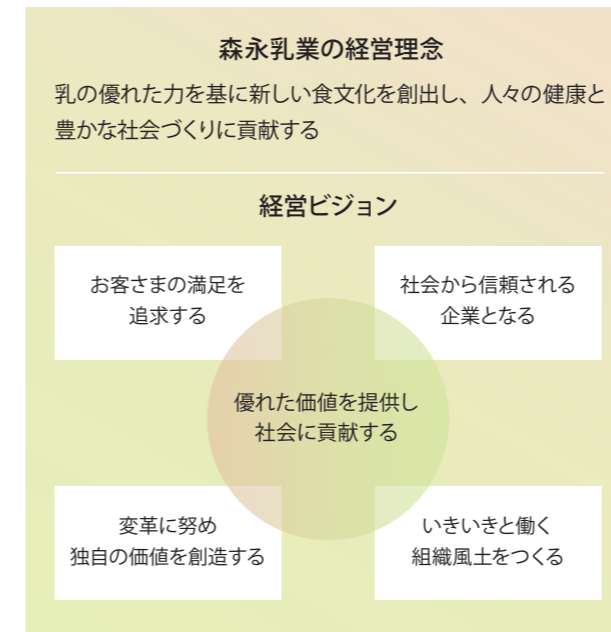 森永乳業の経営理念
乳の優れた力を基に新しい食文化を創出し、人々の健康と
豊かな社会づくりに貢献する
経営ビジョン
お客さまの満足を
追求する
社会から信頼される
企業となる
優れた価値を提供し
社会に貢献する
変革に努め
独自の価値を創造する
いきいきと働く
組織風土をつくる